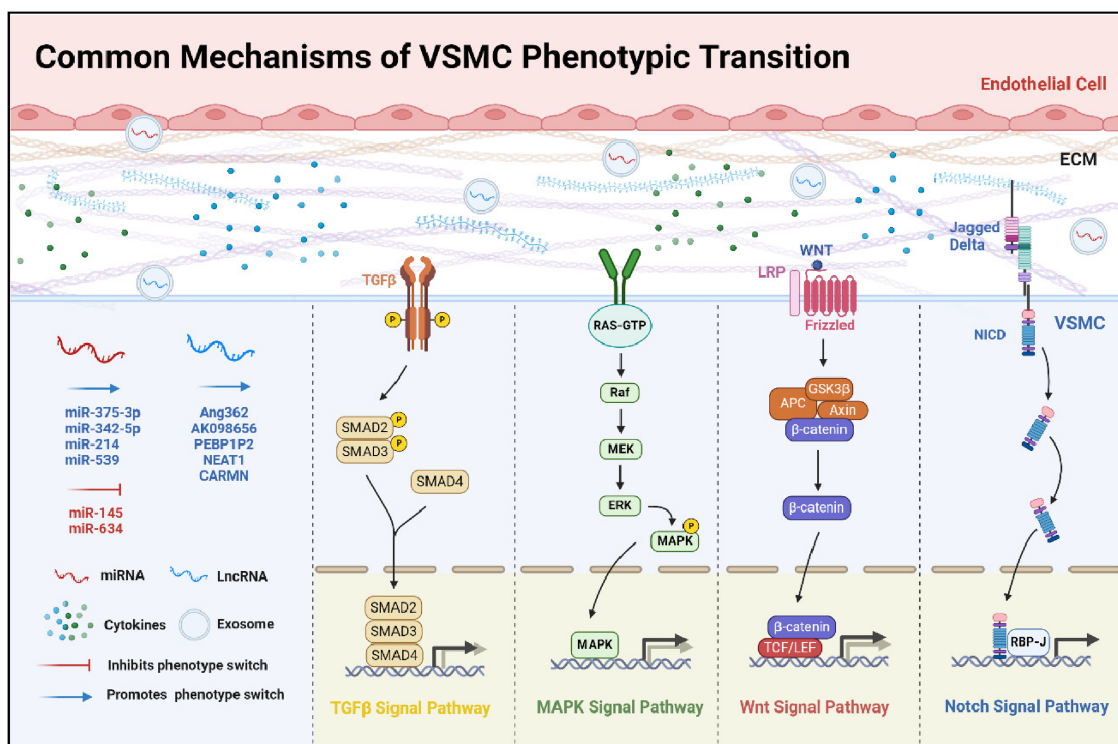 Common Mechanisms of VSMC Phenotypic Transition
Endothelial Cell
ECM
Jagged
Delta
WNT
LRP
TGFβ
P
P
RAS-GTP
Frizzled
NICD
VSMC
miR-375-3p
miR-342-5p
miR-214
miR-539
miR-145
miR-634
Ang362
AK098656
PEBP1P2
NEAT1
CARMN
miRNA
LncRNA
Cytokines
Exosome
Inhibits phenotype switch
Promotes phenotype switch
SMAD2
P
SMAD3
P
SMAD4
SMAD2
SMAD3
SMAD4
TGFβ Signal Pathway
Raf
MEK
ERK
P
MAPK
MAPK
MAPK Signal Pathway
GSK3β
APC
Axin
β-catenin
β-catenin
β-catenin
TCF/LEF
Wnt Signal Pathway
RBP-J
Notch Signal Pathway